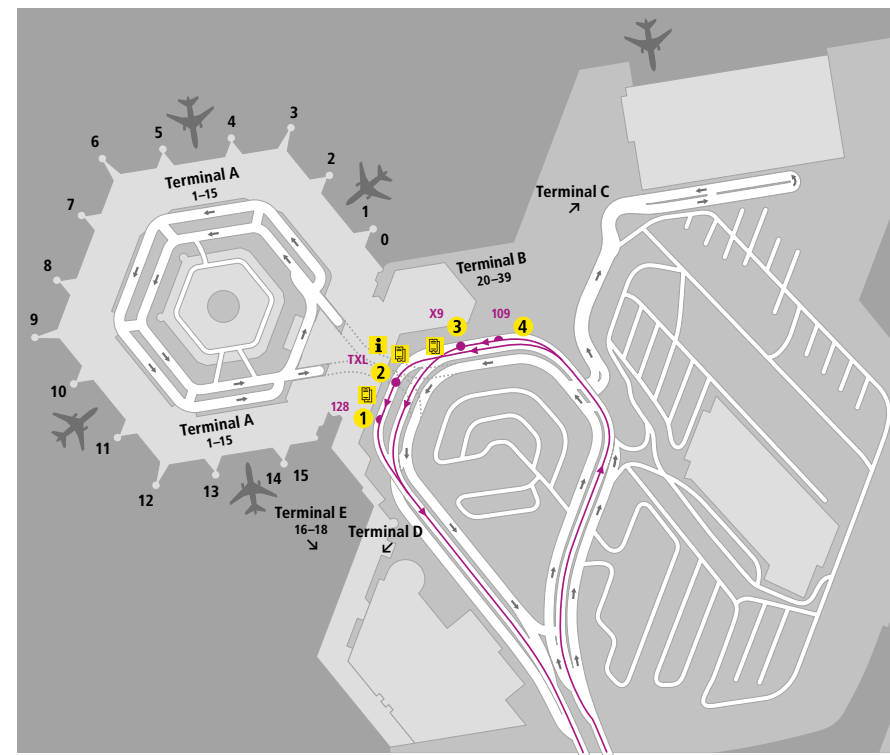 3
4
5
6
Terminal A
1–15
2
7
1
0
Terminal C
8
Terminal B
20–39
9
X9
109
3
4
i
TXL
2
10
128
1
Terminal A
1–15
11
12
13
14
15
Terminal E
16–18
Terminal D